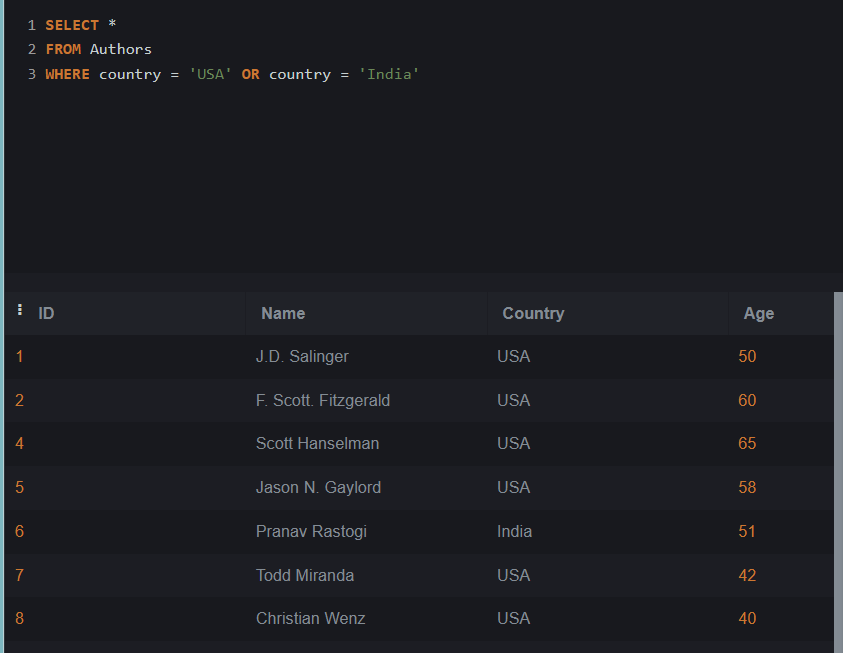 1 SELECT *
2 FROM Authors
3 WHERE country = 'USA' OR country = 'India'
ID Name Country Age
1 J.D. Salinger USA 50
2 F. Scott. Fitzgerald USA 60
4 Scott Hanselman USA 65
5 Jason N. Gaylord USA 58
6 Pranav Rastogi India 51
7 Todd Miranda USA 42
8 Christian Wenz USA 40